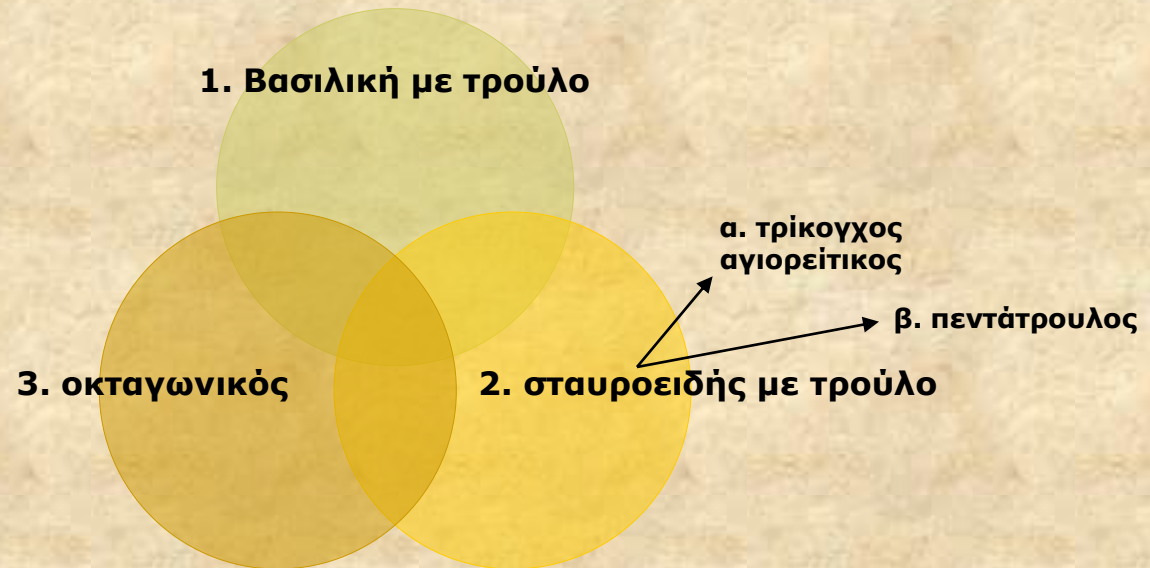 1. Βασιλική με τρούλο
α. τρίκογχος
αγιορείτικος
β. πεντάτρουλος
3. οκταγωνικός
2. σταυροειδής με τρούλο